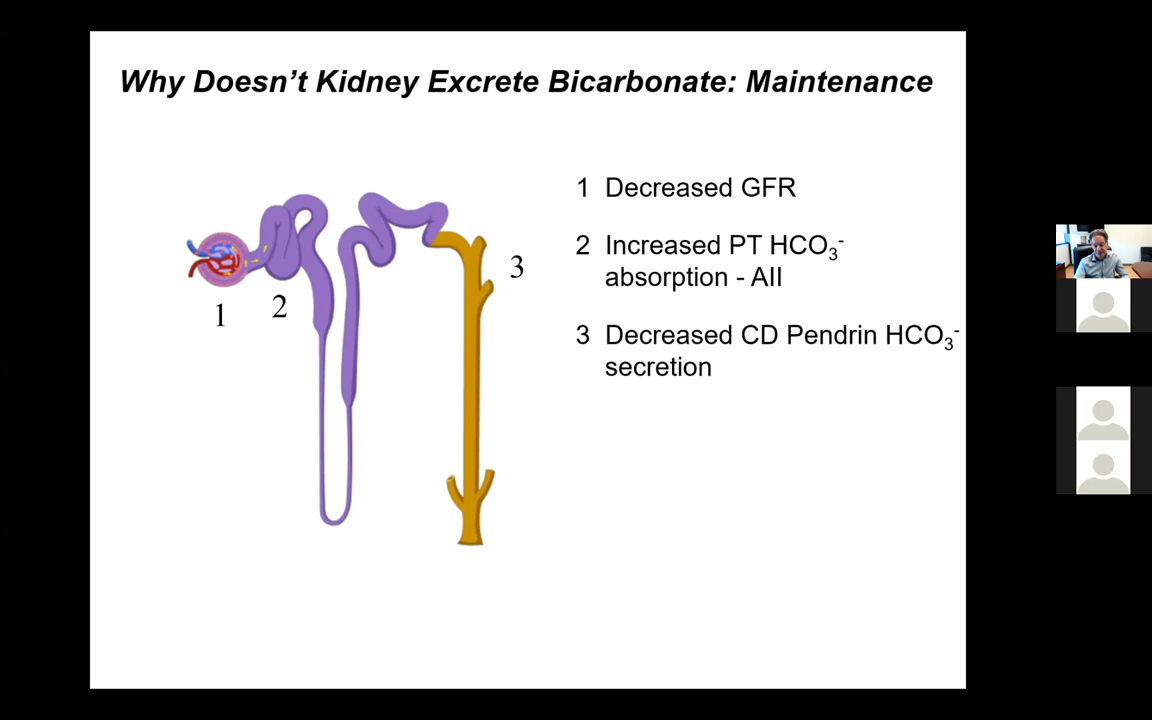 Why Doesn't Kidney Excrete Bicarbonate: Maintenance
1 Decreased GFR
2 Increased PT HCO₃⁻
absorption - AII
3 Decreased CD Pendrin HCO₃⁻
secretion
1
2
3